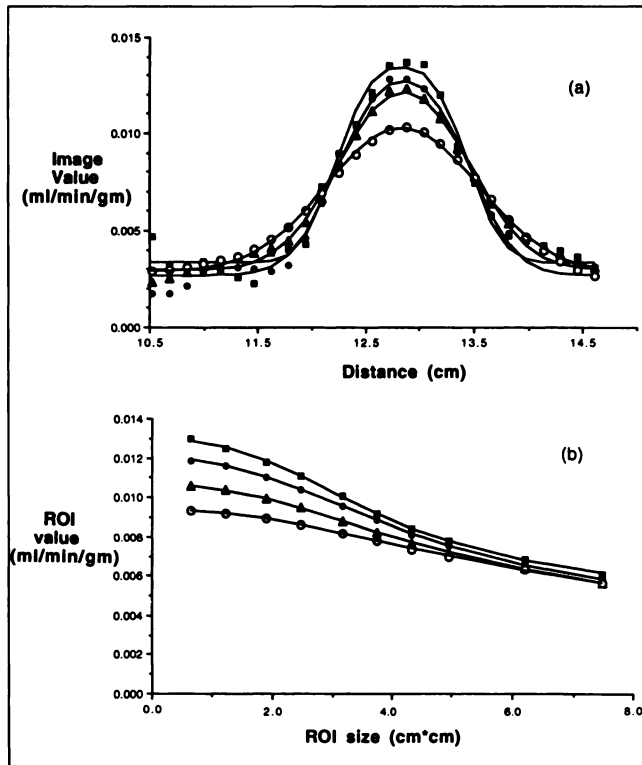 0.015
(a)
0.010
Image
Value
(ml/min/gm)
0.005
0.000
10.5 11.5 12.5 13.5 14.5
Distance (cm)
0.014
(b)
0.012
0.010
ROI
value
(ml/min/gm)
0.008
0.006
0.004
0.002
0.000
0.0 2.0 4.0 6.0 8.0
ROI size (cm*cm)